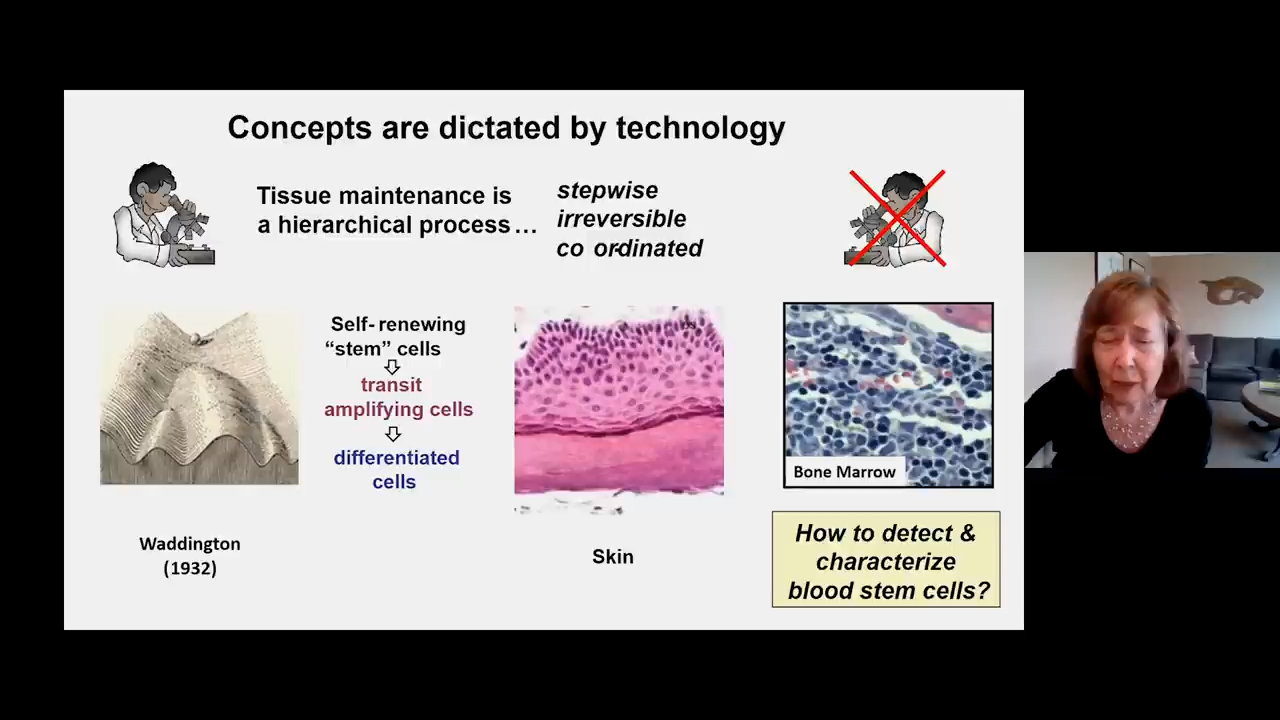 Concepts are dictated by technology
Tissue maintenance is
a hierarchical process...
stepwise
irreversible
co ordinated
Self-renewing
“stem” cells
transit
amplifying cells
differentiated
cells
Waddington
(1932)
Skin
Bone Marrow
How to detect &
characterize
blood stem cells?